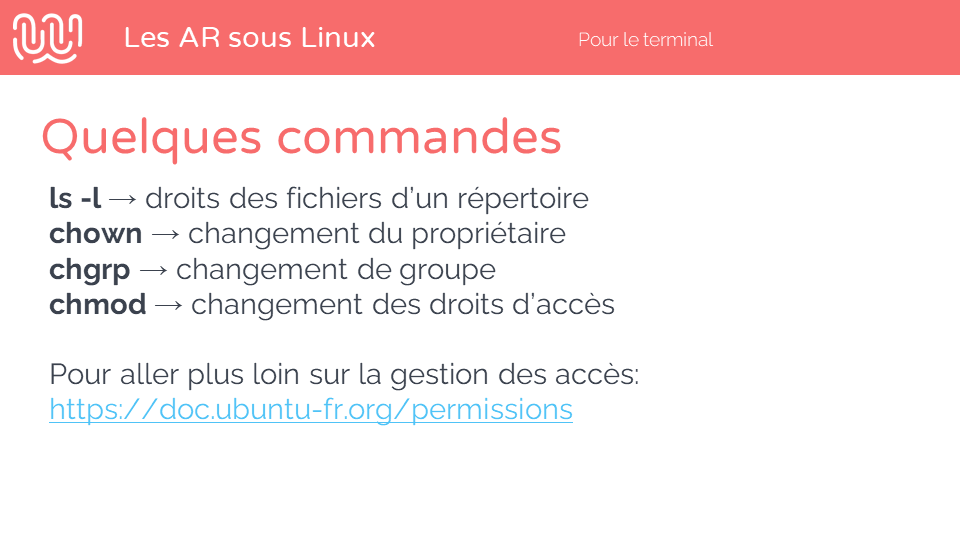 Les AR sous Linux
Pour le terminal
Quelques commandes
ls -l → droits des fichiers d’un répertoire
chown → changement du propriétaire
chgrp → changement de groupe
chmod → changement des droits d’accès
Pour aller plus loin sur la gestion des accès:
https://doc.ubuntu-fr.org/permissions